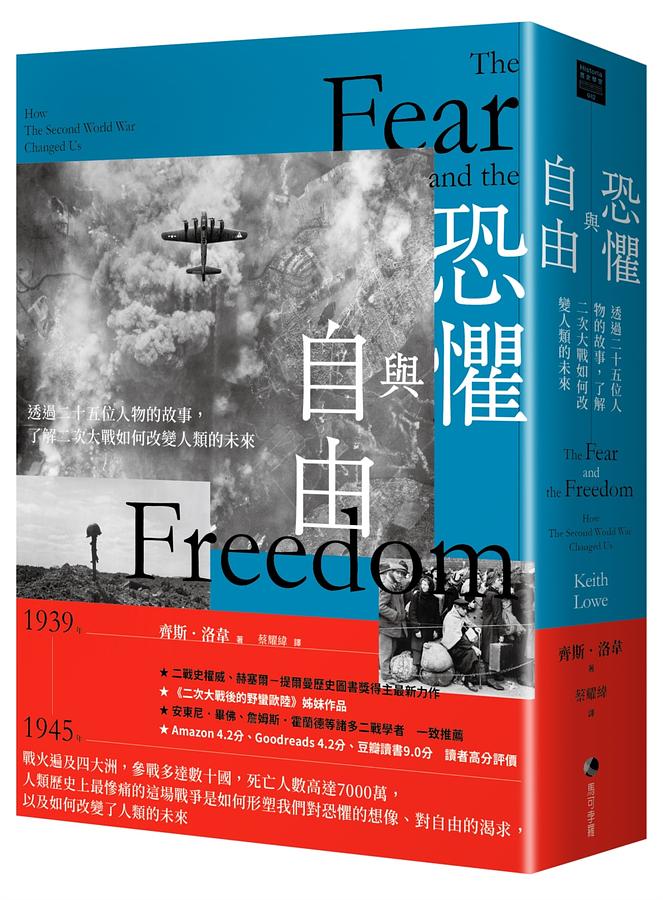 The
Fear
and the
How
The Second World War
Changed Us
恐懼
與
自由
透過二十五位人物的故事，
了解二次大戰如何改變人類的未來
Freedom
1939年
齊斯·洛韋 著 蔡耀緯 譯
★ 二戰史權威、赫塞爾－提爾曼歷史圖書獎得主最新力作
★《二次大戰後的野蠻歐陸》姊妹作品
★ 安東尼．畢佛、詹姆斯．霍蘭德等諸多二戰學者 一致推薦
★ Amazon 4.2分、Goodreads 4.2分、豆瓣讀書9.0分 讀者高分評價
1945年
戰火遍及四大洲，參戰多達數十國，死亡人數高達7000萬，
人類歷史上最慘痛的這場戰爭是如何形塑我們對恐懼的想像、對自由的渴求，
以及如何改變了人類的未來
Historia
歷史學堂
恐懼
與
自由
透過二十五位人
物的故事，了解
二次大戰如何改
變人類的未來
The Fear
and
the Freedom
How
The Second World War
Changed Us
Keith
Lowe
齊斯·洛韋
著
蔡耀緯
譯
馬可孛羅